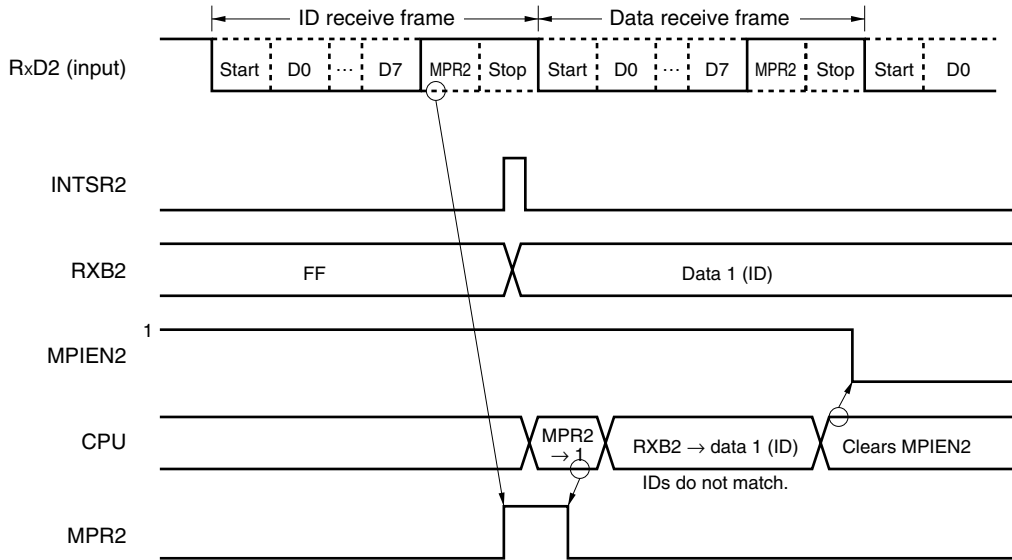 ID receive frame Data receive frame
RxD2 (input) Start D0 ... D7 MPR2 Stop Start D0 ... D7 MPR2 Stop Start D0
INTSR2
RXB2 FF Data 1 (ID)
1
MPIEN2
CPU MPR2 → 1 RXB2 → data 1 (ID) Clears MPIEN2
IDs do not match.
MPR2